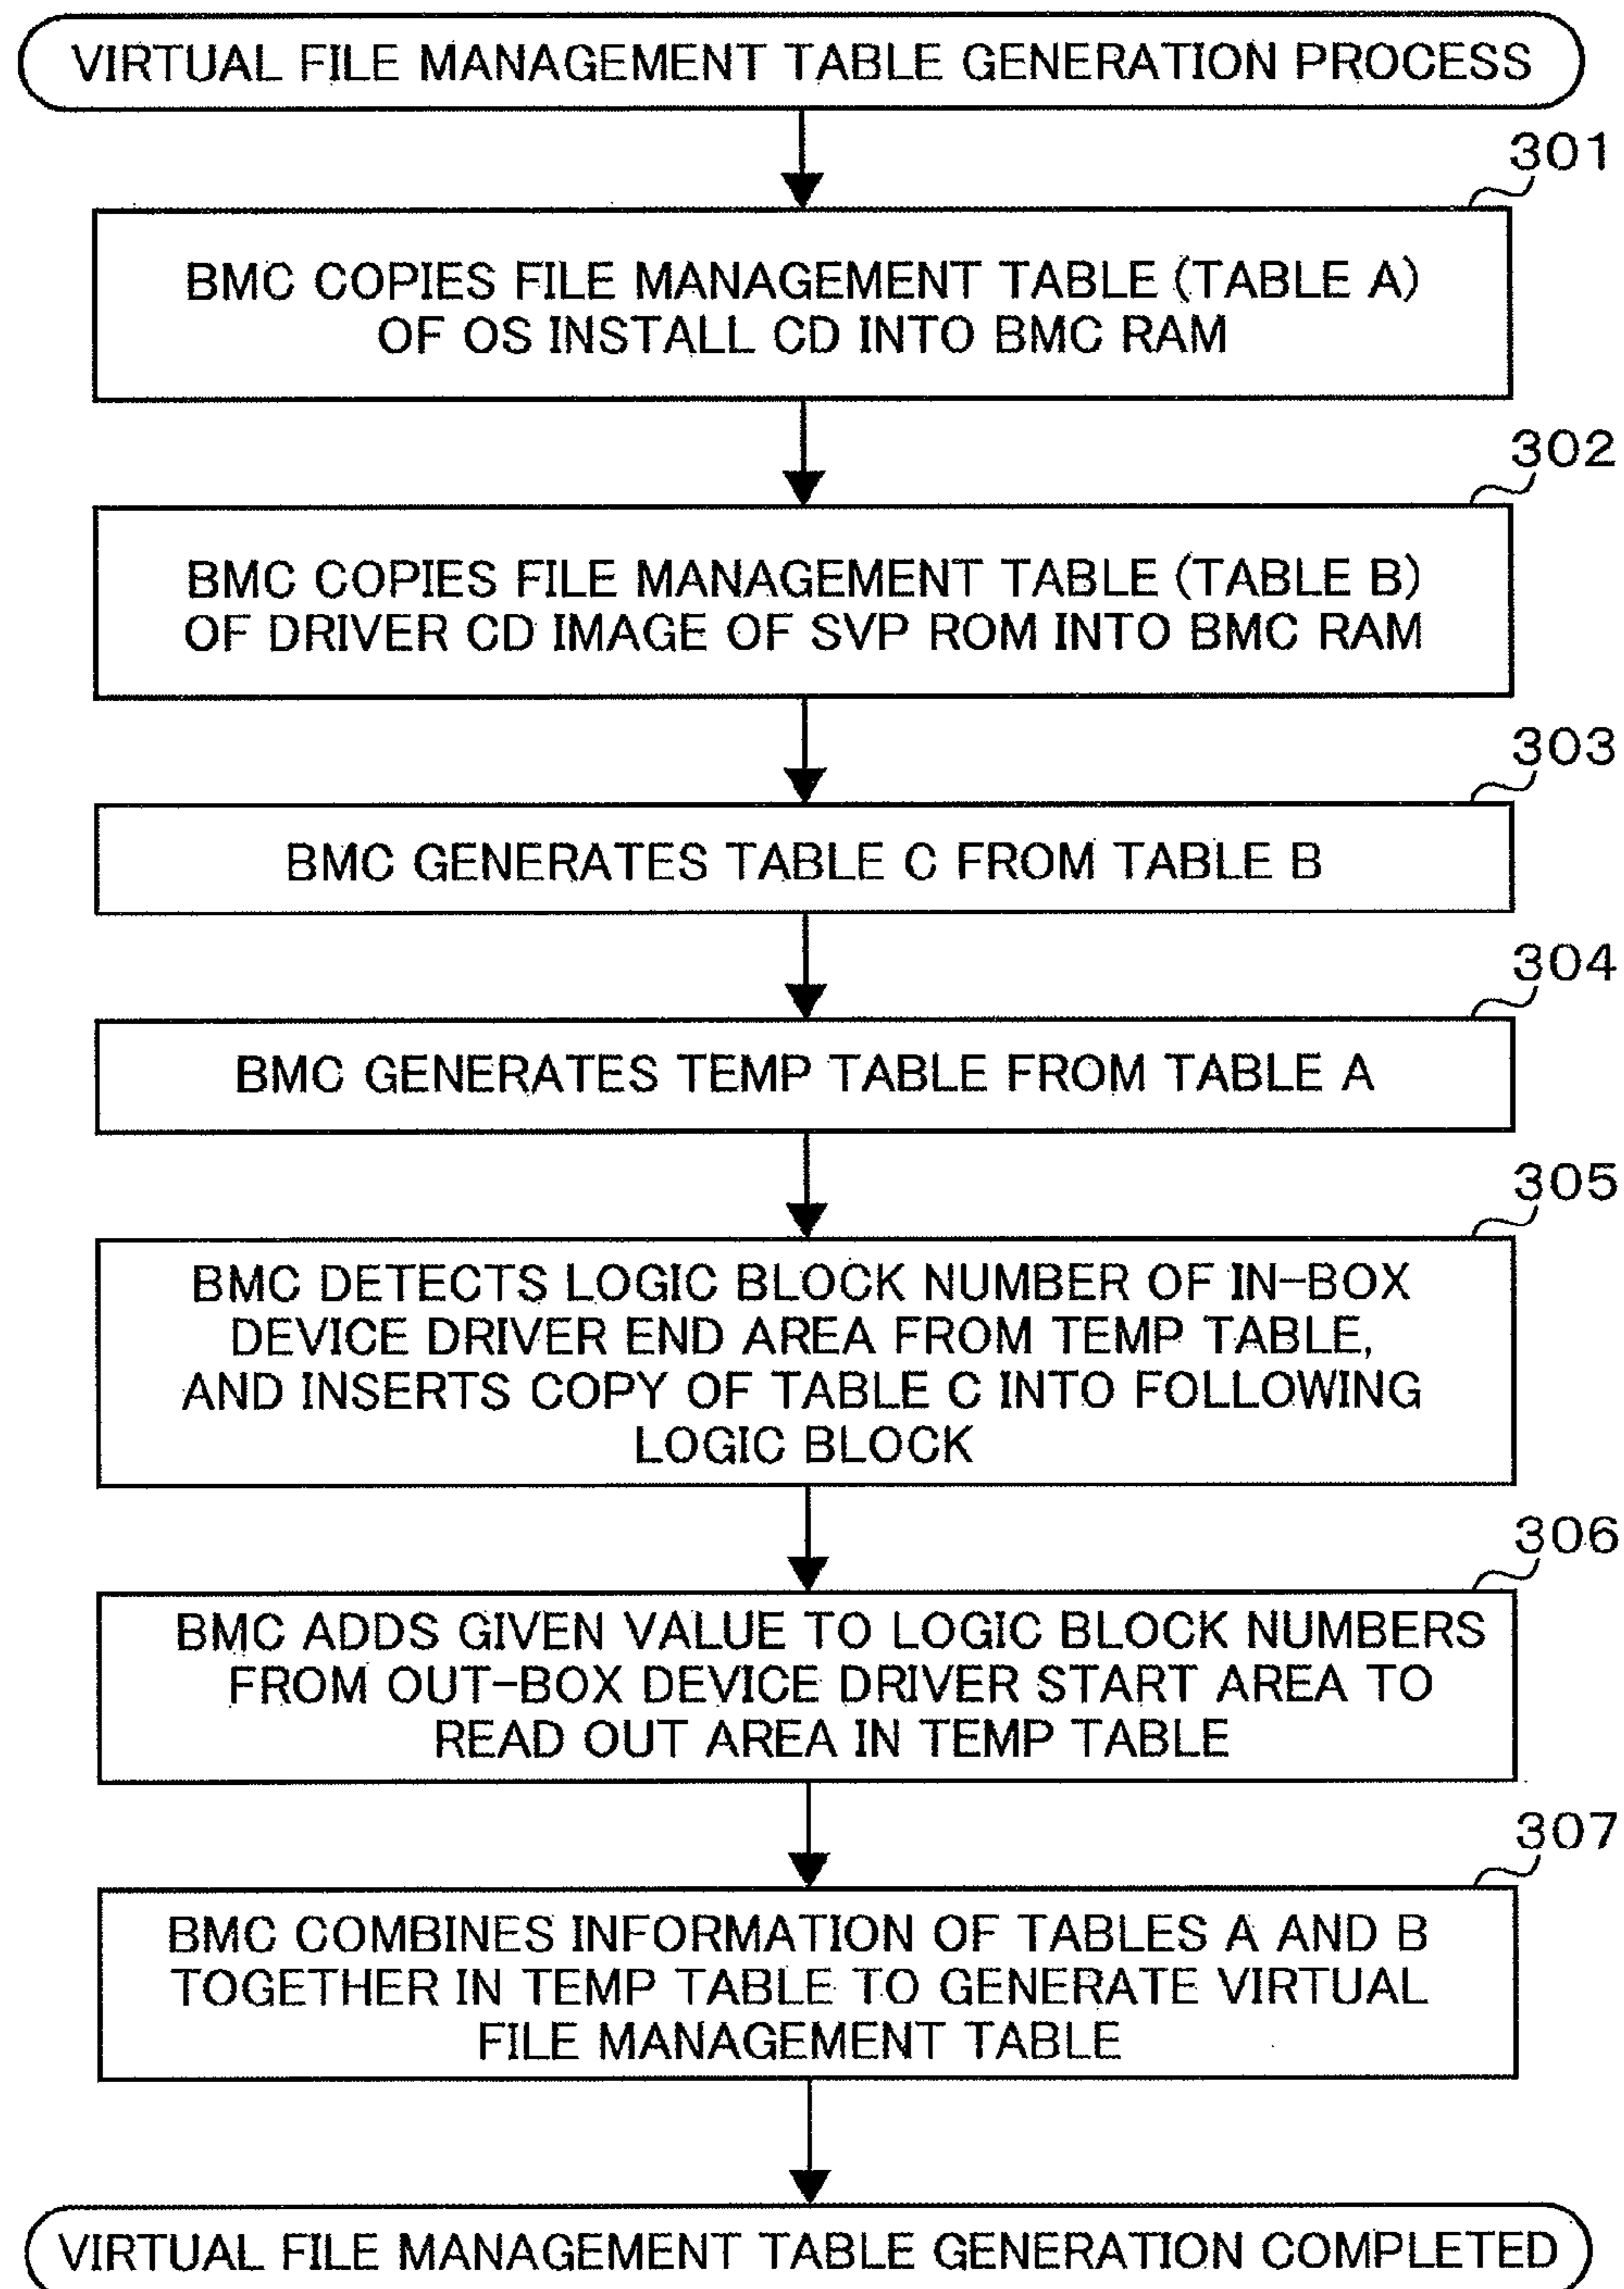 VIRTUAL FILE MANAGEMENT TABLE GENERATION PROCESS
301
BMC COPIES FILE MANAGEMENT TABLE (TABLE A)
OF OS INSTALL CD INTO BMC RAM
302
BMC COPIES FILE MANAGEMENT TABLE (TABLE B)
OF DRIVER CD IMAGE OF SVP ROM INTO BMC RAM
303
BMC GENERATES TABLE C FROM TABLE B
304
BMC GENERATES TEMP TABLE FROM TABLE A
305
BMC DETECTS LOGIC BLOCK NUMBER OF IN-BOX
DEVICE DRIVER END AREA FROM TEMP TABLE,
AND INSERTS COPY OF TABLE C INTO FOLLOWING
LOGIC BLOCK
306
BMC ADDS GIVEN VALUE TO LOGIC BLOCK NUMBERS
FROM OUT-BOX DEVICE DRIVER START AREA TO
READ OUT AREA IN TEMP TABLE
307
BMC COMBINES INFORMATION OF TABLES A AND B
TOGETHER IN TEMP TABLE TO GENERATE VIRTUAL
FILE MANAGEMENT TABLE
VIRTUAL FILE MANAGEMENT TABLE GENERATION COMPLETED